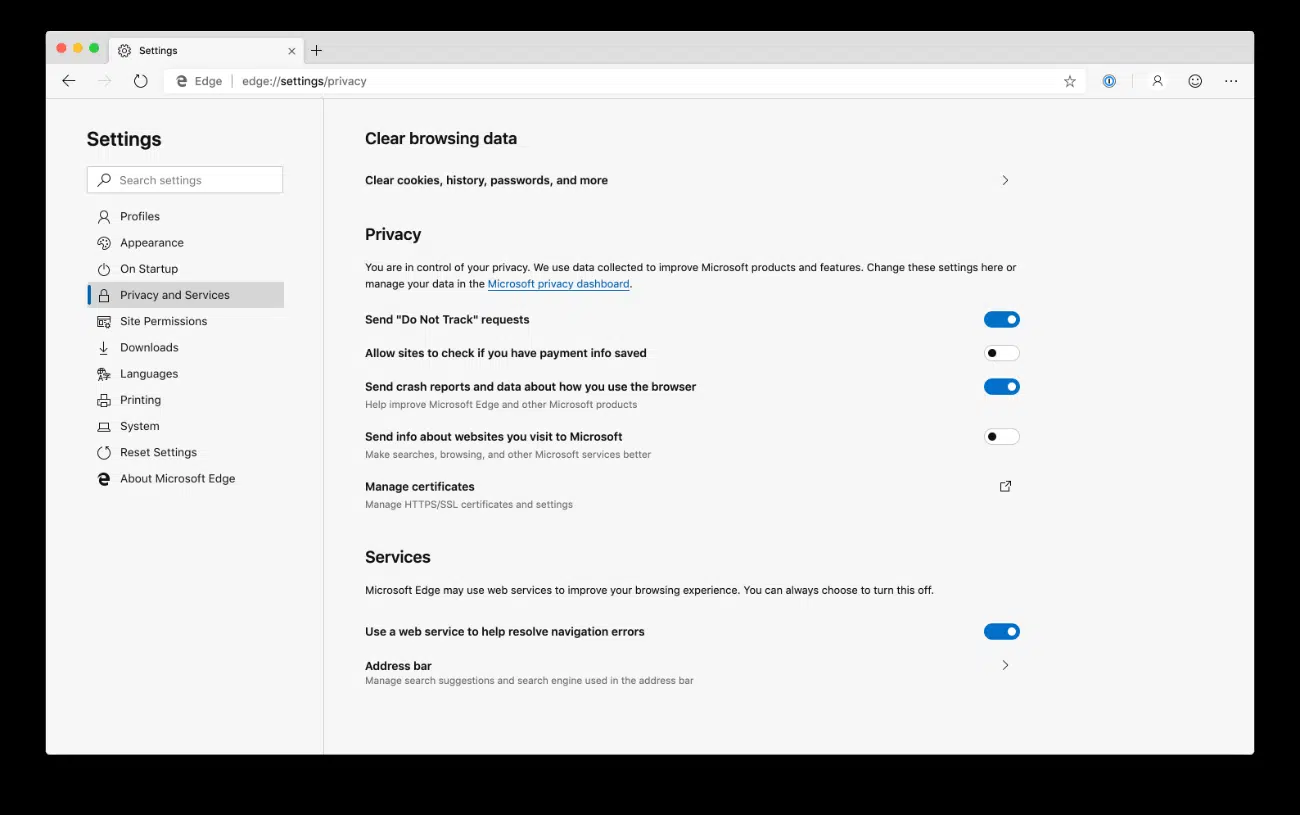 Settings
Edge
edge://settings/privacy
Settings
Search settings
Profiles
Appearance
On Startup
Privacy and Services
Site Permissions
Downloads
Languages
Printing
System
Reset Settings
About Microsoft Edge
Clear browsing data
Clear cookies, history, passwords, and more
Privacy
You are in control of your privacy. We use data collected to improve Microsoft products and features. Change these settings here or
manage your data in the Microsoft privacy dashboard.
Send "Do Not Track" requests
Allow sites to check if you have payment info saved
Send crash reports and data about how you use the browser
Help improve Microsoft Edge and other Microsoft products
Send info about websites you visit to Microsoft
Make searches, browsing, and other Microsoft services better
Manage certificates
Manage HTTPS/SSL certificates and settings
Services
Microsoft Edge may use web services to improve your browsing experience. You can always choose to turn this off.
Use a web service to help resolve navigation errors
Address bar
Manage search suggestions and search engine used in the address bar